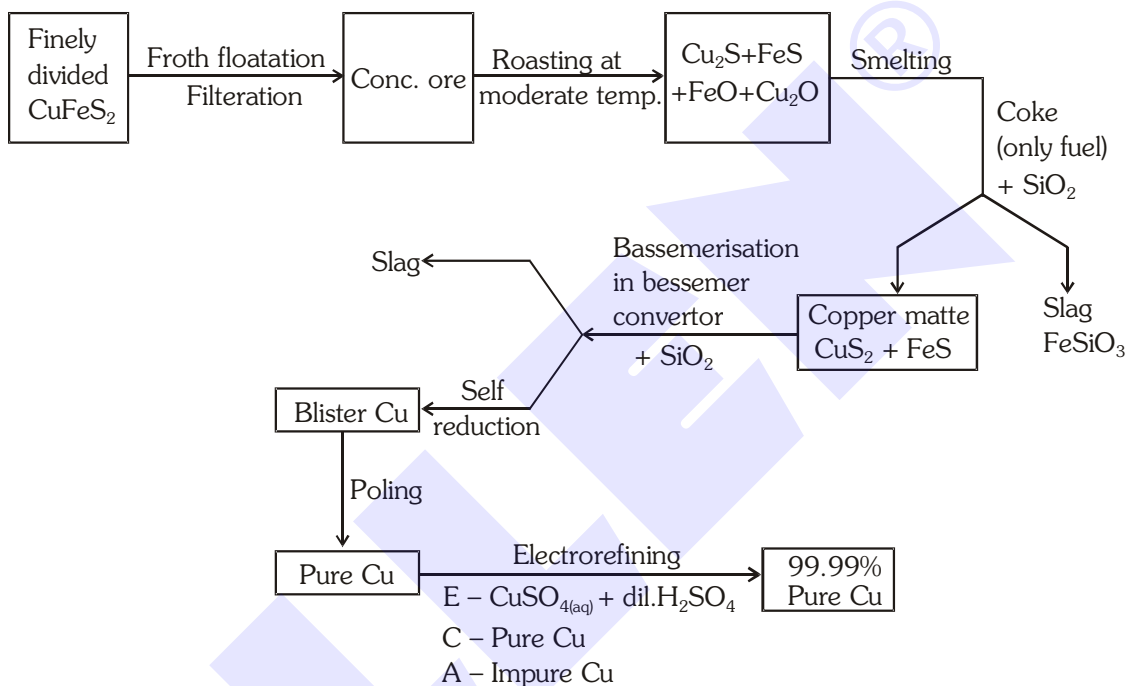 Finely
divided
CuFeS₂
Froth floatation
Filteration
Conc. ore
Roasting at
moderate temp.
Cu₂S+FeS
+FeO+Cu₂O
Smelting
Coke
(only fuel)
+ SiO₂
Slag
FeSiO₃
Copper matte
CuS₂ + FeS
Bassemerisation
in bessemer
convertor
+ SiO₂
Slag
Self
reduction
Blister Cu
Poling
Pure Cu
Electrorefining
E – CuSO₄₍aq₎ + dil.H₂SO₄
C – Pure Cu
A – Impure Cu
99.99%
Pure Cu
®